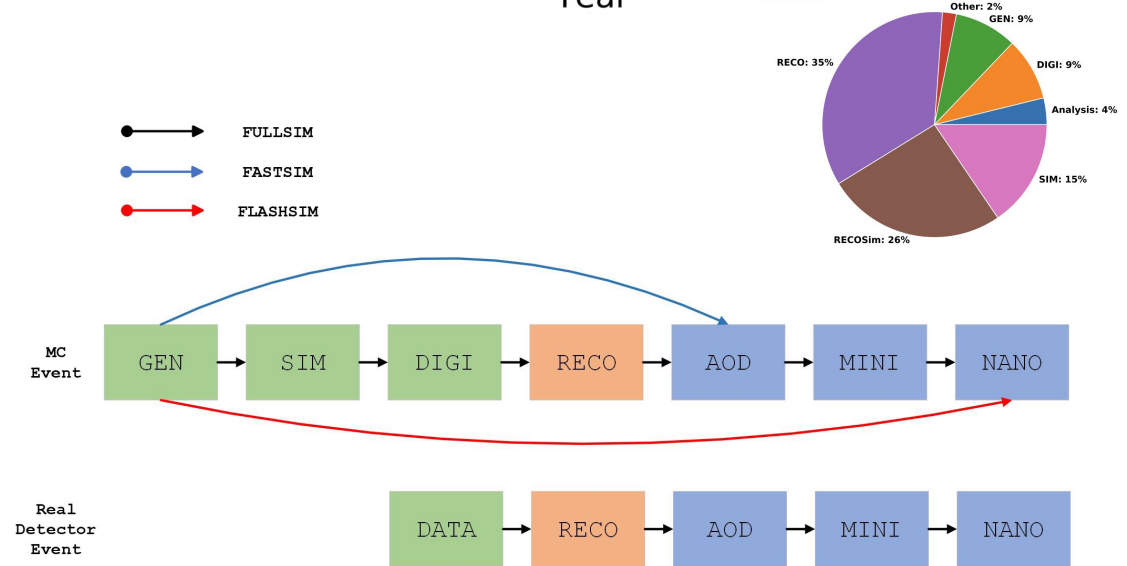 Year
Other: 2%
GEN: 9%
RECO: 35%
DIGI: 9%
Analysis: 4%
SIM: 15%
RECOSim: 26%
FULLSIM
FASTSIM
FLASHSIM
MC
Event
GEN
SIM
DIGI
RECO
AOD
MINI
NANO
Real
Detector
Event
DATA
RECO
AOD
MINI
NANO